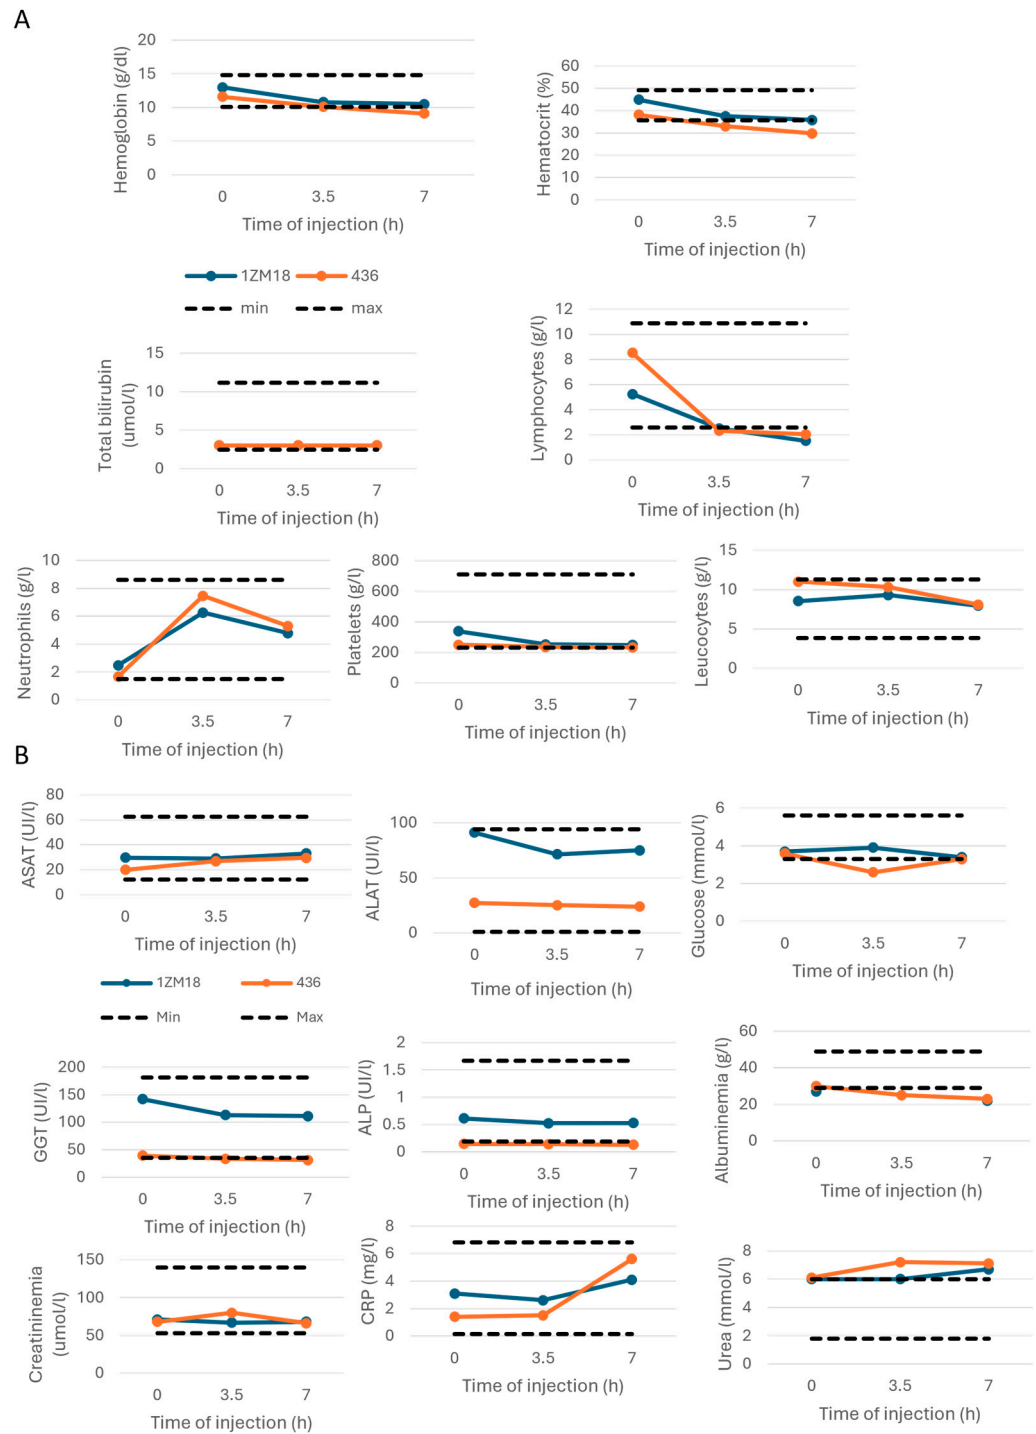 A
Hemoglobin (g/dl)
20
15
10
5
0
0 3.5 7
Time of injection (h)
Hematocrit (%)
60
50
40
30
20
10
0
0 3.5 7
Time of injection (h)
1ZM18 436
min max
Total bilirubin
(umol/l)
15
10
5
0
0 3.5 7
Time of injection (h)
Lymphocytes (g/l)
12
10
8
6
4
2
0
0 3.5 7
Time of injection (h)
Neutrophils (g/l)
10
8
6
4
2
0
0 3.5 7
Time of injection (h)
Platelets (g/l)
800
600
400
200
0
0 3.5 7
Time of injection (h)
Leucocytes (g/l)
15
10
5
0
0 3.5 7
Time of injection (h)
B
ASAT (UI/l)
80
60
40
20
0
0 3.5 7
Time of injection (h)
ALAT (UI/l)
100
50
0
0 3.5 7
Time of injection (h)
Glucose (mmol/l)
6
4
2
0
0 3.5 7
Time of injection (h)
1ZM18 436
Min Max
GGT (UI/l)
200
150
100
50
0
0 3.5 7
Time of injection (h)
ALP (UI/l)
2
1.5
1
0.5
0
0 3.5 7
Time of injection (h)
Albuminemia (g/l)
60
40
20
0
0 3.5 7
Time of injection (h)
Creatininemia
(umol/l)
150
100
50
0
0 3.5 7
Time of injection (h)
CRP (mg/l)
8
6
4
2
0
0 3.5 7
Time of injection (h)
Urea (mmol/l)
8
6
4
2
0
0 3.5 7
Time of injection (h)